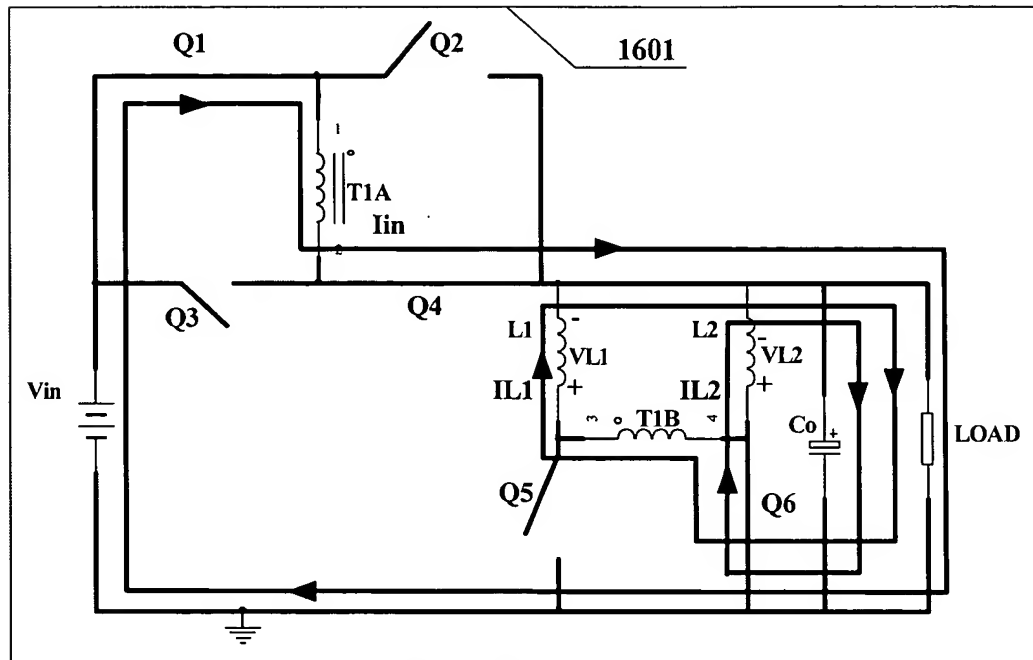 Q1
Q2
1601
1
T1A
Iin
2
Q3
Q4
L1
-
VL1
+
IL1
L2
-
VL2
+
IL2
Vin
3
T1B
4
Co
+
LOAD
Q5
Q6